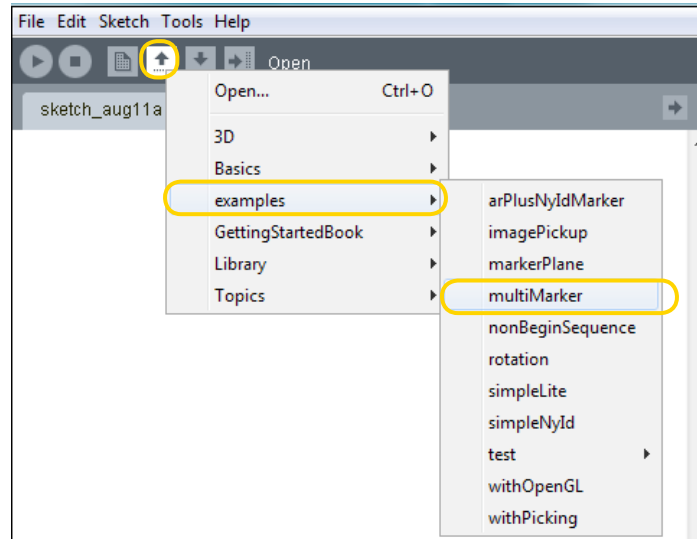 File Edit Sketch Tools Help
Open
sketch_aug11a
Open... Ctrl+O
3D
Basics
examples
GettingStartedBook
Library
Topics
arPlusNyIdMarker
imagePickup
markerPlane
multiMarker
nonBeginSequence
rotation
simpleLite
simpleNyId
test
withOpenGL
withPicking